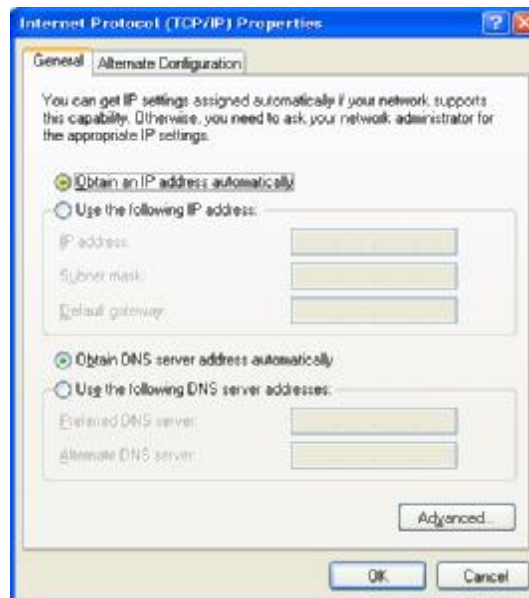 Internet Protocol (TCP/IP) Properties
General
Alternate Configuration
You can get IP settings assigned automatically if your network supports
this capability. Otherwise, you need to ask your network administrator for
the appropriate IP settings.
Obtain an IP address automatically
Use the following IP address:
IP address:
Subnet mask:
Default gateway:
Obtain DNS server address automatically
Use the following DNS server addresses:
Preferred DNS server:
Alternate DNS server:
Advanced...
OK
Cancel